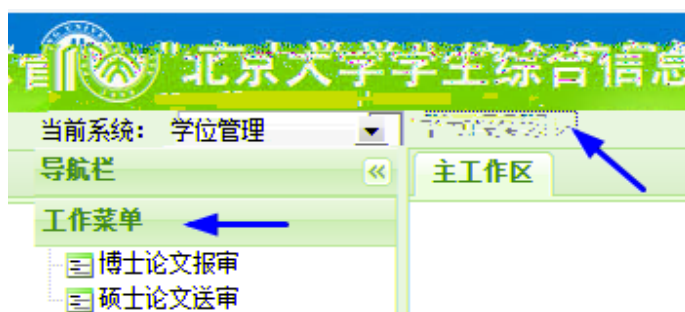 北京大学学生综合信息
当前系统： 学位管理
导航栏 主工作区
工作菜单
博士论文报审
硕士论文送审